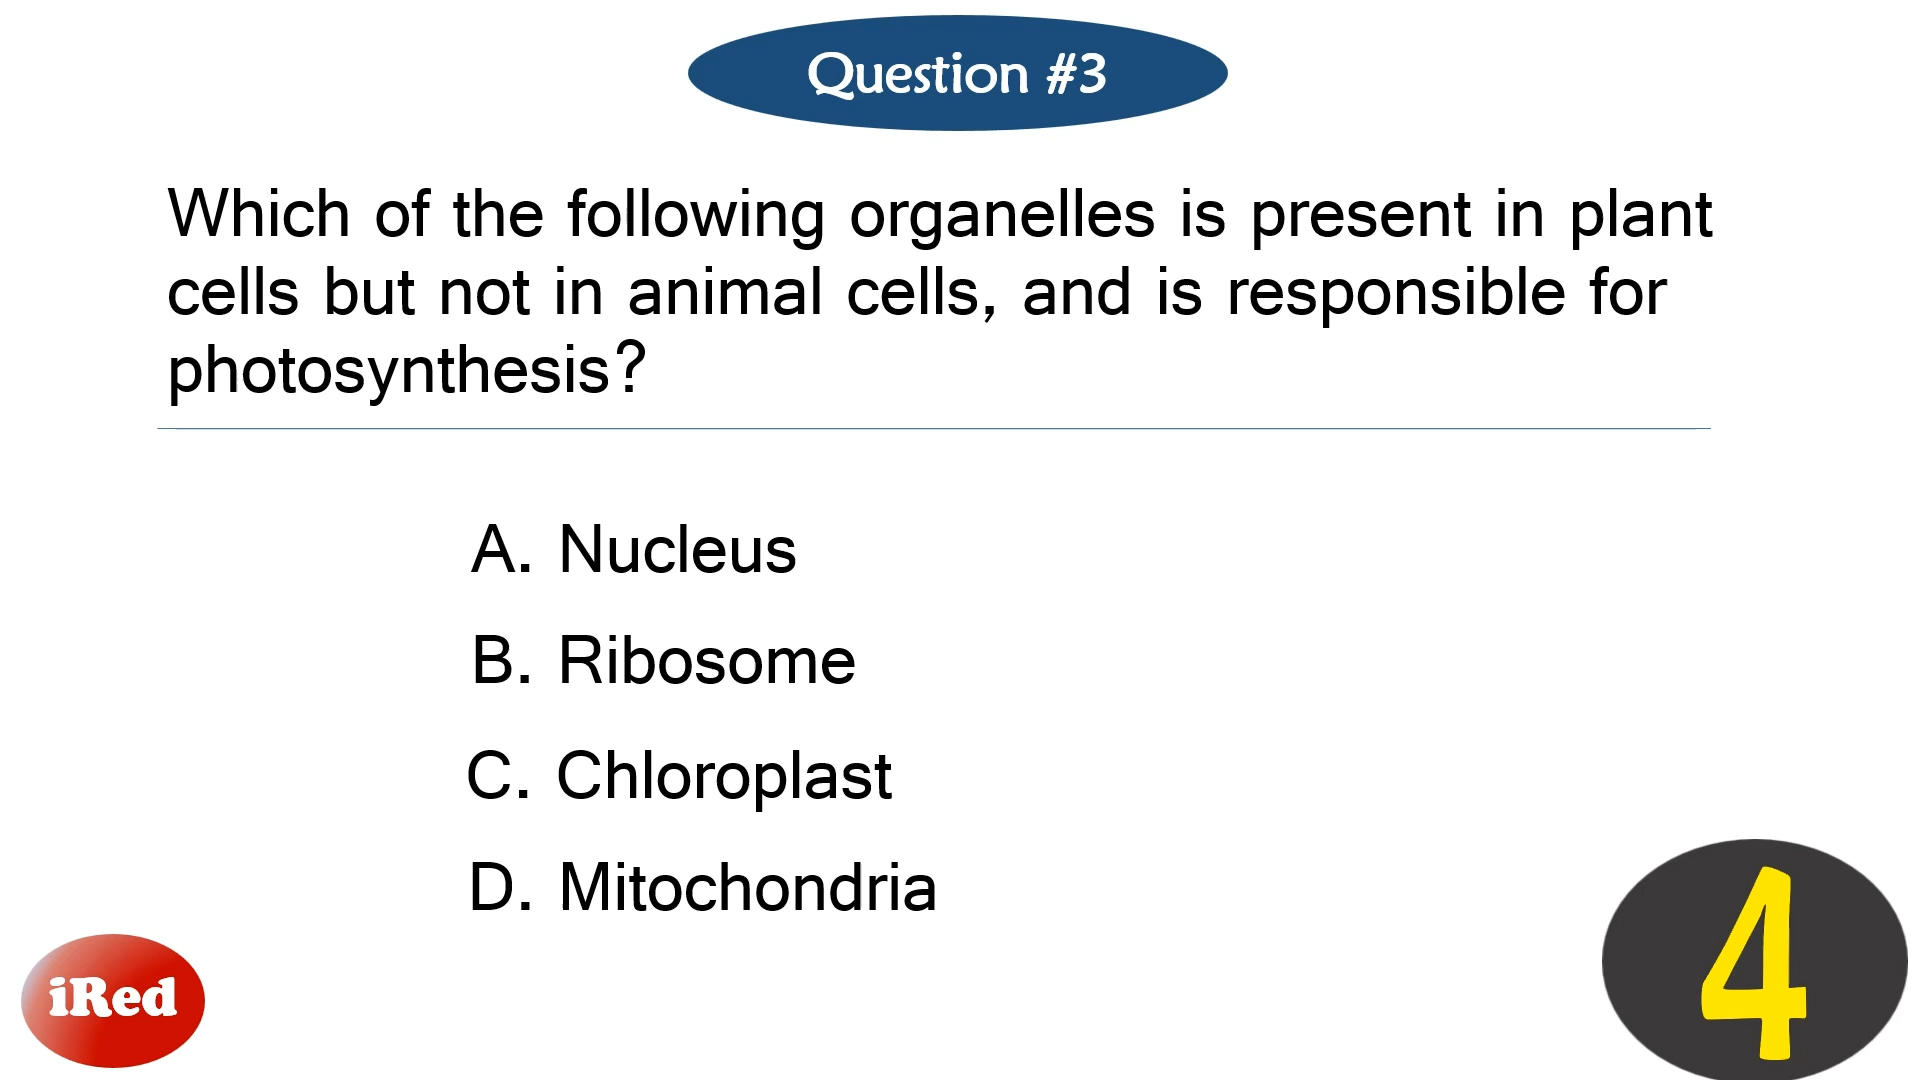 Question #3
Which of the following organelles is present in plant
cells but not in animal cells, and is responsible for
photosynthesis?
A. Nucleus
B. Ribosome
C. Chloroplast
D. Mitochondria
iRed
4